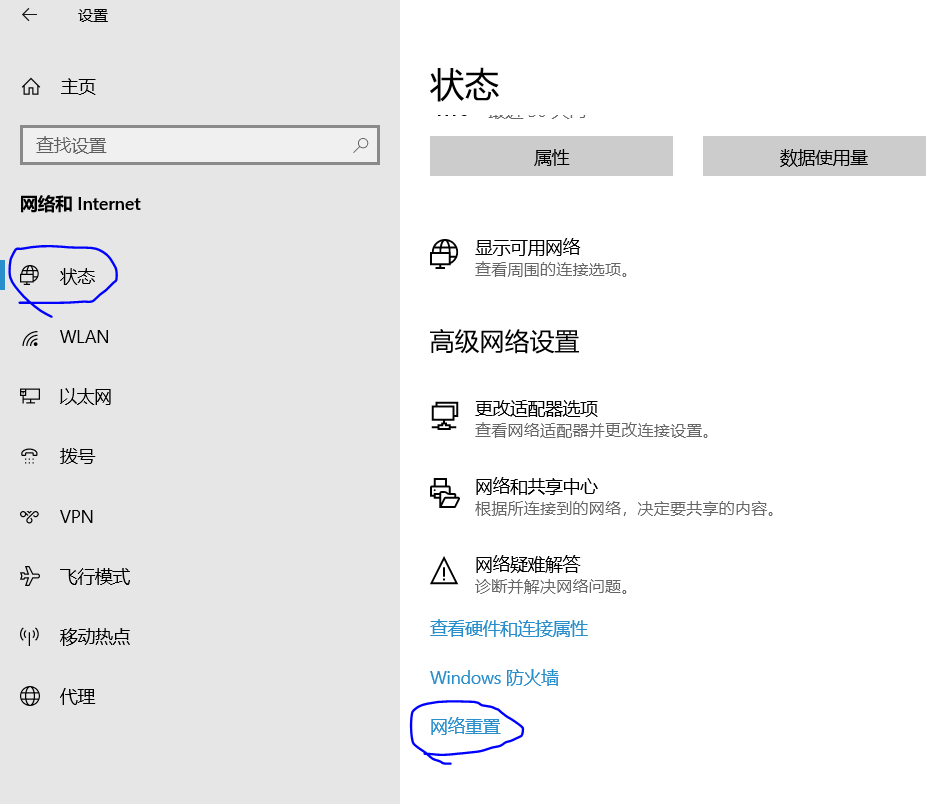 设置
主页
查找设置
网络和 Internet
状态
WLAN
以太网
拨号
VPN
飞行模式
移动热点
代理
状态
属性
数据使用量
显示可用网络
查看周围的连接选项。
高级网络设置
更改适配器选项
查看网络适配器并更改连接设置。
网络和共享中心
根据所连接到的网络，决定要共享的内容。
网络疑难解答
诊断并解决网络问题。
查看硬件和连接属性
Windows 防火墙
网络重置